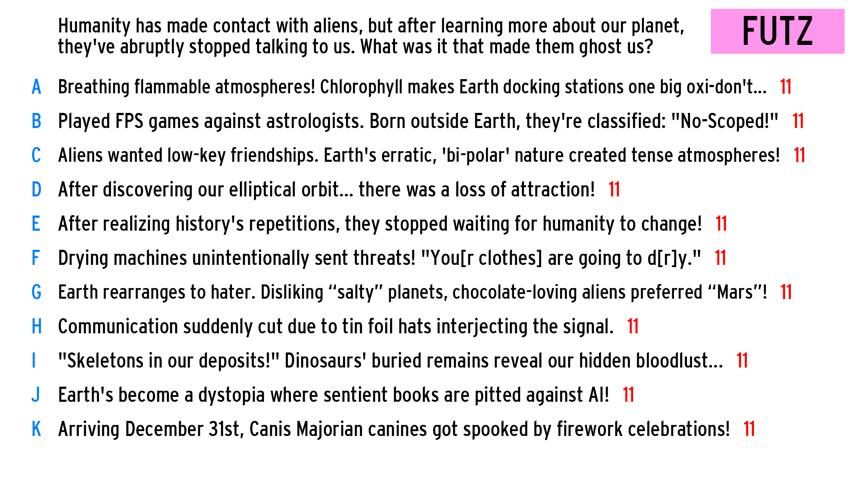 Humanity has made contact with aliens, but after learning more about our planet,
they've abruptly stopped talking to us. What was it that made them ghost us?
FUTZ
A Breathing flammable atmospheres! Chlorophyll makes Earth docking stations one big oxi-don't... 11
B Played FPS games against astrologists. Born outside Earth, they're classified: "No-Scoped!" 11
C Aliens wanted low-key friendships. Earth's erratic, 'bi-polar' nature created tense atmospheres! 11
D After discovering our elliptical orbit... there was a loss of attraction! 11
E After realizing history's repetitions, they stopped waiting for humanity to change! 11
F Drying machines unintentionally sent threats! "You[r clothes] are going to d[r]y." 11
G Earth rearranges to hater. Disliking “salty” planets, chocolate-loving aliens preferred “Mars”! 11
H Communication suddenly cut due to tin foil hats interjecting the signal. 11
I "Skeletons in our deposits!" Dinosaurs' buried remains reveal our hidden bloodlust... 11
J Earth's become a dystopia where sentient books are pitted against AI! 11
K Arriving December 31st, Canis Majorian canines got spooked by firework celebrations! 11